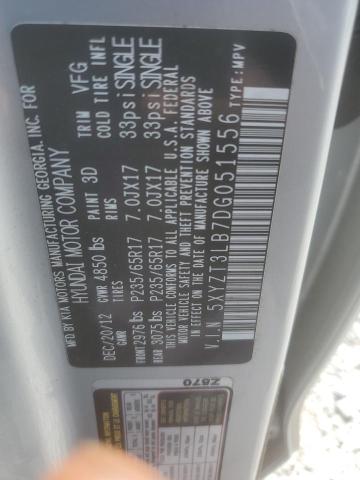 MFD BY KIA MOTORS MANUFACTURING GEORGIA, INC. FOR
HYUNDAI MOTOR COMPANY
DEC/20/12 GVWR 4850 lbs PAINT 3D TRIM VFG
GAWR TIRES RIMS COLD TIRE INFL
FRONT 2976 lbs P235/65R17 7.0JX17 33psi SINGLE
REAR 3075 lbs P235/65R17 7.0JX17 33psi SINGLE
THIS VEHICLE CONFORMS TO ALL APPLICABLE U.S.A. FEDERAL
MOTOR VEHICLE SAFETY
STANDARDS IN EFFECT ON THE DATE OF MANUFACTURE SHOWN ABOVE.
V.I.N 5XYZT3LB7DG051556 TYPE: MPV
Z870